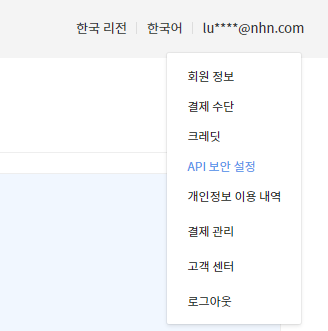 한국 리전 한국어 lu****@nhn.com
회원 정보
결제 수단
크레딧
API 보안 설정
개인정보 이용 내역
결제 관리
고객 센터
로그아웃